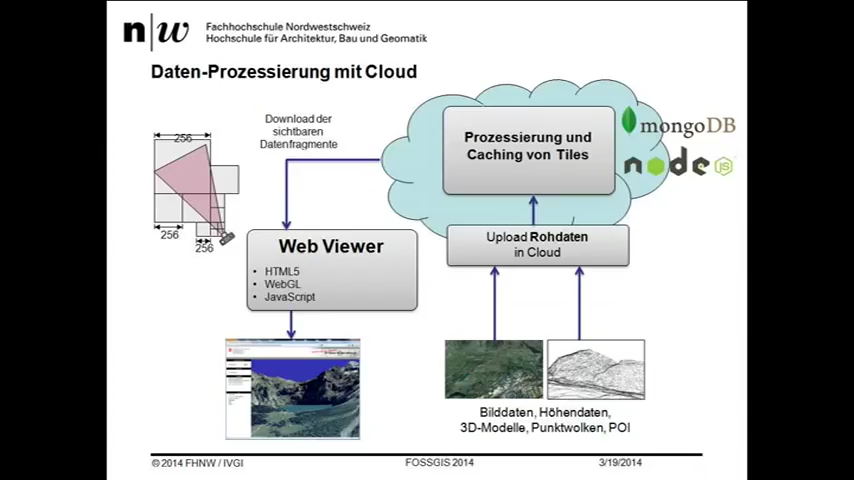 n w
Fachhochschule Nordwestschweiz
Hochschule für Architektur, Bau und Geomatik
Daten-Prozessierung mit Cloud
256
256
256
Download der
sichtbaren
Datenfragmente
Prozessierung und
Caching von Tiles
mongoDB
node JS
Upload Rohdaten
in Cloud
Web Viewer
• HTML5
• WebGL
• JavaScript
Bilddaten, Höhendaten,
3D-Modelle, Punktwolken, POI
© 2014 FHNW / IVGI
FOSSGIS 2014
3/19/2014